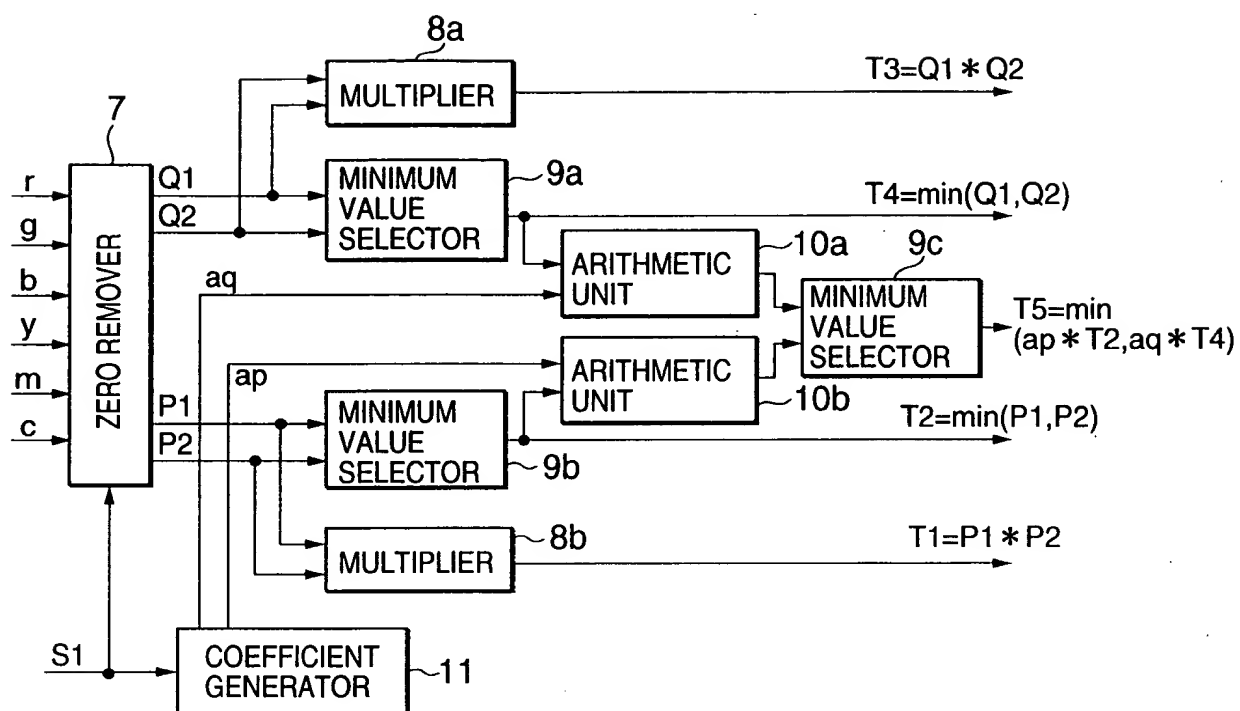 8a
MULTIPLIER
T3=Q1＊Q2
7
r
g
b
y
m
c
ZERO REMOVER
Q1
Q2
P1
P2
MINIMUM
VALUE
SELECTOR
9a
T4=min(Q1,Q2)
aq
ARITHMETIC
UNIT
10a
9c
MINIMUM
VALUE
SELECTOR
T5=min
(ap＊T2,aq＊T4)
ap
ARITHMETIC
UNIT
10b
MINIMUM
VALUE
SELECTOR
9b
T2=min(P1,P2)
MULTIPLIER
8b
T1=P1＊P2
S1
COEFFICIENT
GENERATOR
11